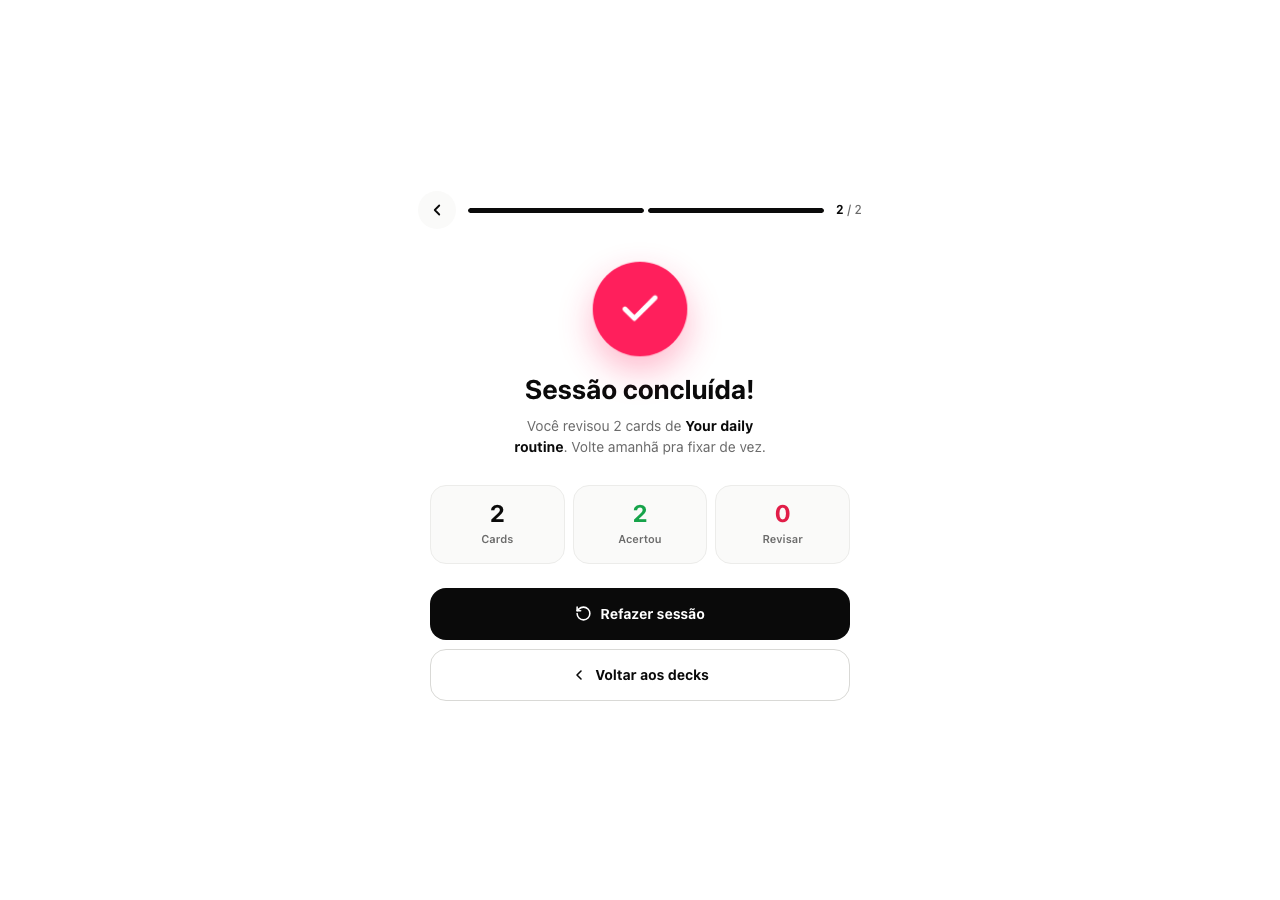 2 / 2
Sessão concluída!
Você revisou 2 cards de Your daily
routine. Volte amanhã pra fixar de vez.
2
Cards
2
Acertou
0
Revisar
Refazer sessão
Voltar aos decks